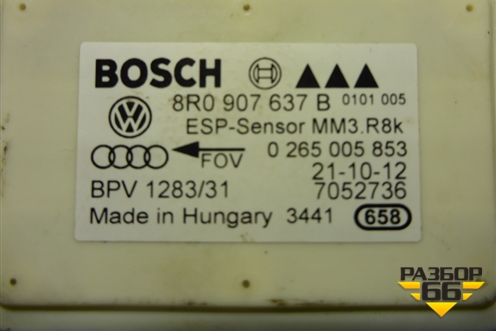 BOSCH
8R0 907 637 B 0101 005
ESP-Sensor MM3.R8k
FOV 0 265 005 853
21-10-12
BPV 1283/31 7052736
Made in Hungary 3441 658
РАЗБОР
66